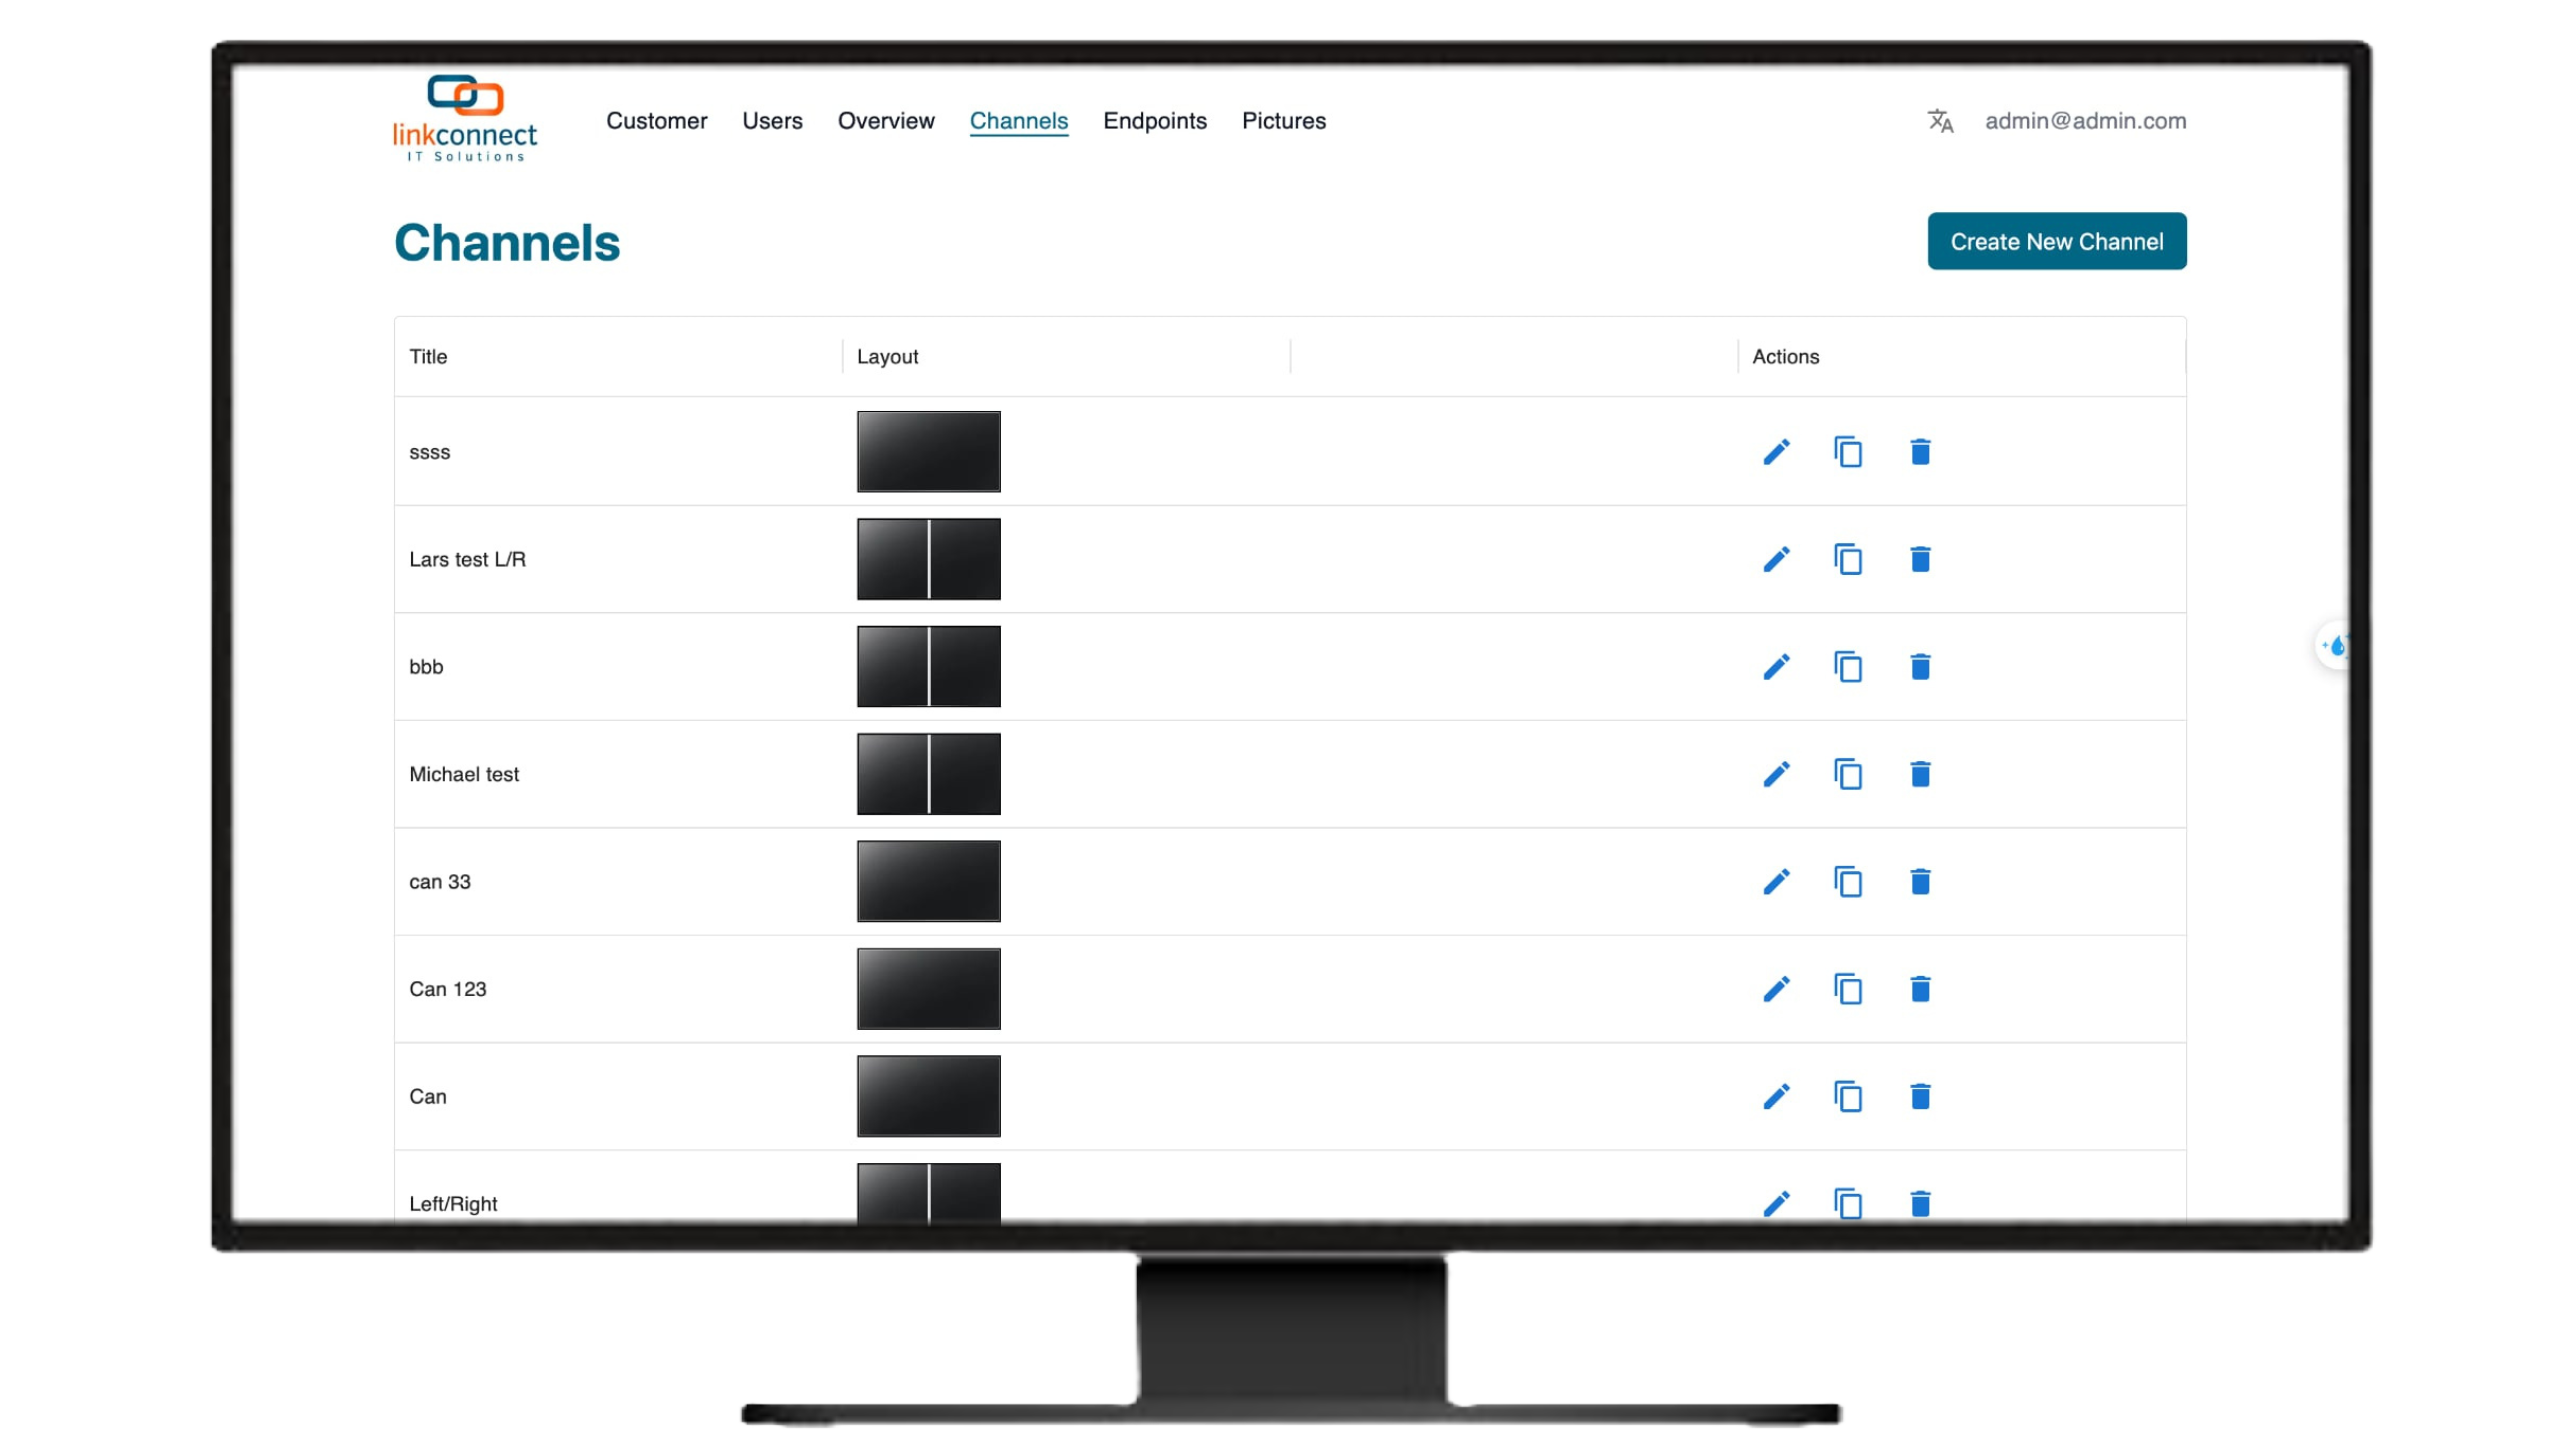 linkconnect
IT Solutions
Customer Users Overview Channels Endpoints Pictures
admin@admin.com
Channels
Create New Channel
Title Layout Actions
ssss
Lars test L/R
bbb
Michael test
can 33
Can 123
Can
Left/Right